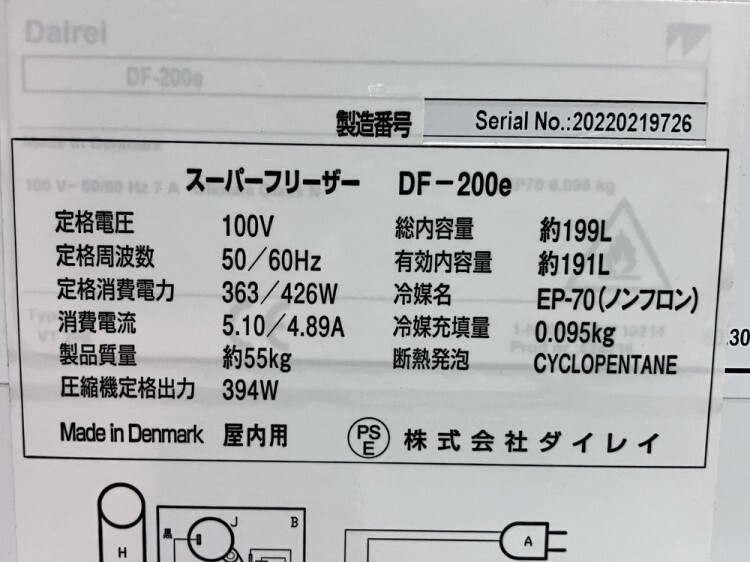 Dairei
DF-200e
製造番号 Serial No.:20220219726
Made in Denmark
スーパーフリーザー DF-200e
定格電圧 100V 総内容量 約199L
定格周波数 50/60Hz 有効内容量 約191L
定格消費電力 363/426W 冷媒名 EP-70(ノンフロン)
消費電流 5.10/4.89A 冷媒充填量 0.095kg
製品質量 約55kg 断熱発泡 CYCLOPENTANE
圧縮機定格出力 394W
Made in Denmark 屋内用 PSE 株式会社ダイレイ
黒 J B
H A